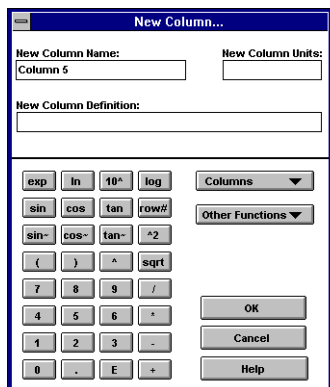 New Column...
New Column Name: New Column Units:
Column 5
New Column Definition:
exp ln 10^ log Columns
sin cos tan row# Other Functions
sin~ cos~ tan~ ^2
( ) ^ sqrt
7 8 9 /
4 5 6 * OK
1 2 3 - Cancel
0 . E + Help